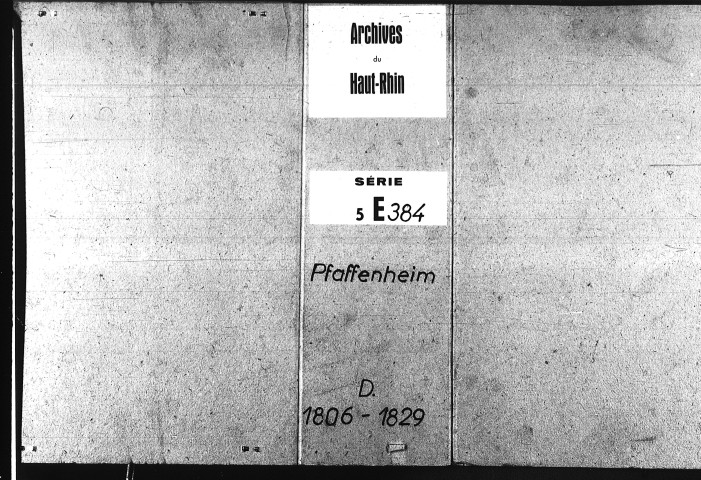 Archives
du
Haut-Rhin
SÉRIE
5 E 384
Pfaffenheim
D.
1806 - 1829